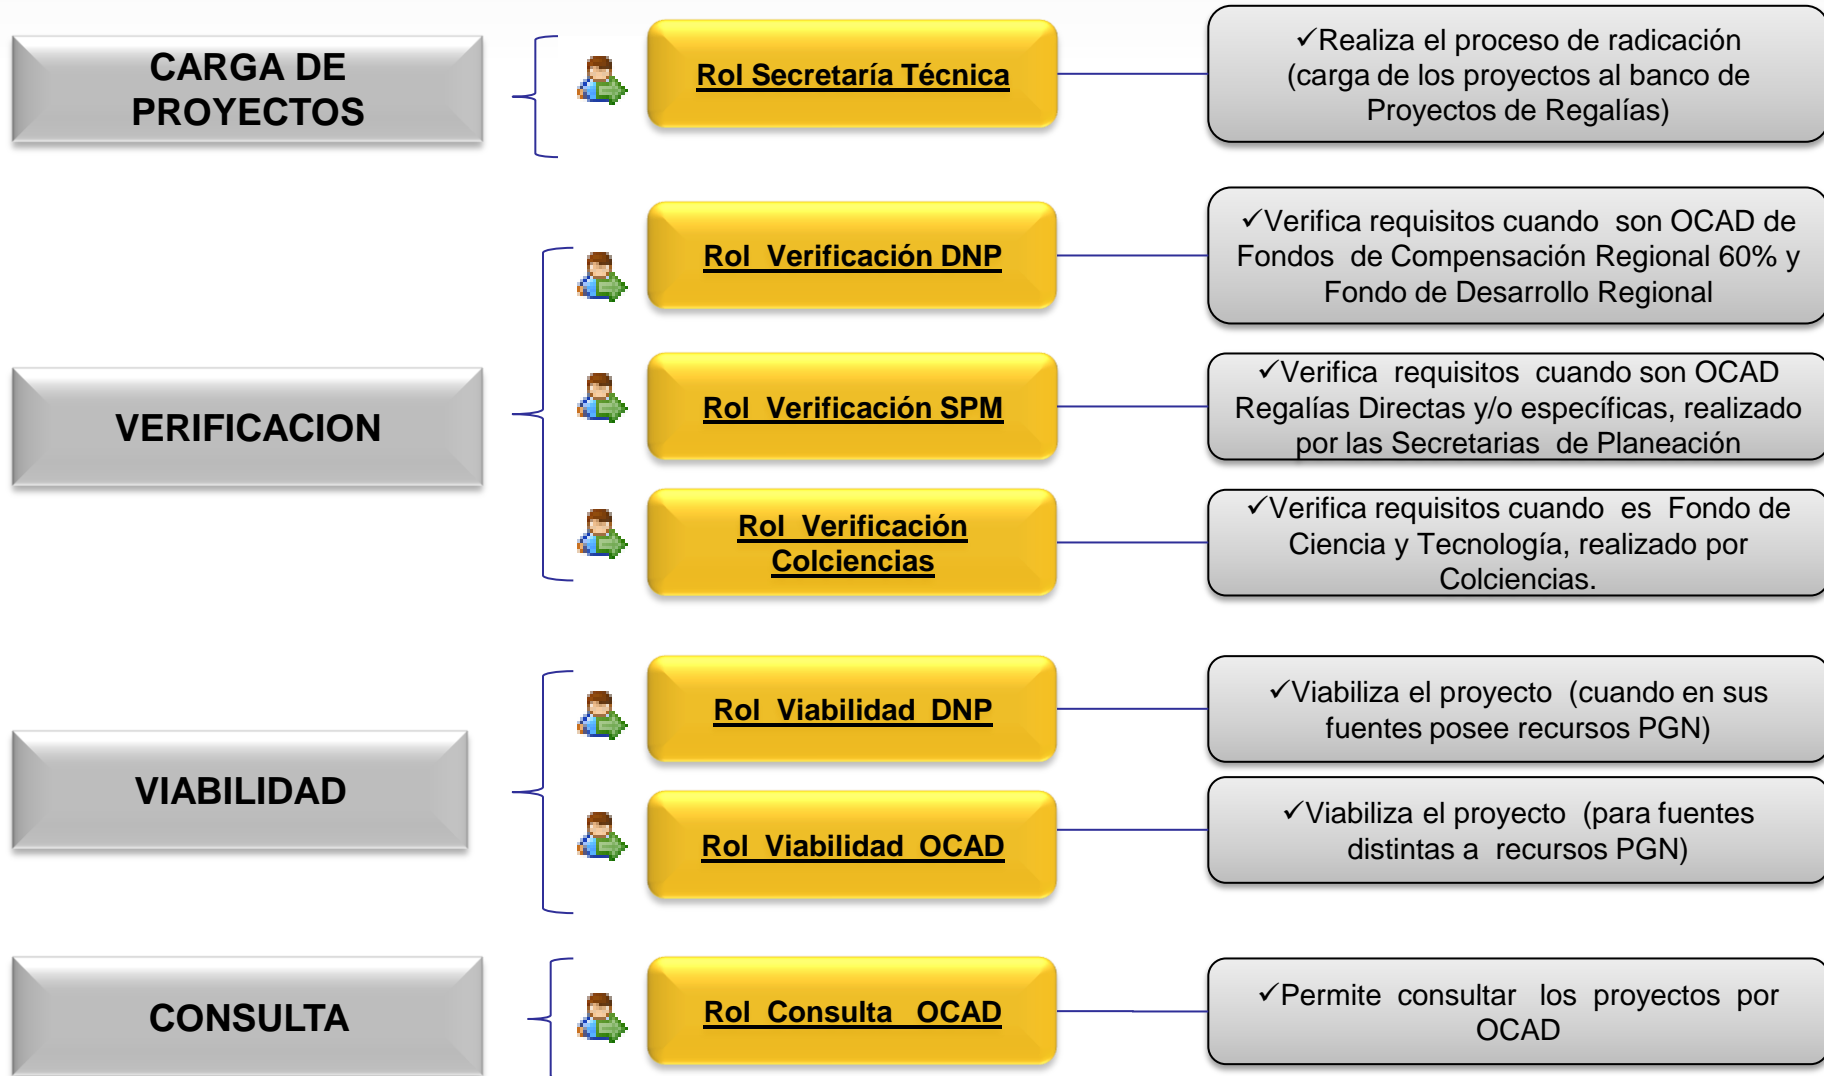 CARGA DE
PROYECTOS
Rol Secretaría Técnica
✓Realiza el proceso de radicación
(carga de los proyectos al banco de
Proyectos de Regalías)
VERIFICACION
Rol Verificación DNP
✓Verifica requisitos cuando son OCAD de
Fondos de Compensación Regional 60% y
Fondo de Desarrollo Regional
Rol Verificación SPM
✓Verifica requisitos cuando son OCAD
Regalías Directas y/o específicas, realizado
por las Secretarias de Planeación
Rol Verificación
Colciencias
✓Verifica requisitos cuando es Fondo de
Ciencia y Tecnología, realizado por
Colciencias.
VIABILIDAD
Rol Viabilidad DNP
✓Viabiliza el proyecto (cuando en sus
fuentes posee recursos PGN)
Rol Viabilidad OCAD
✓Viabiliza el proyecto (para fuentes
distintas a recursos PGN)
CONSULTA
Rol Consulta OCAD
✓Permite consultar los proyectos por
OCAD